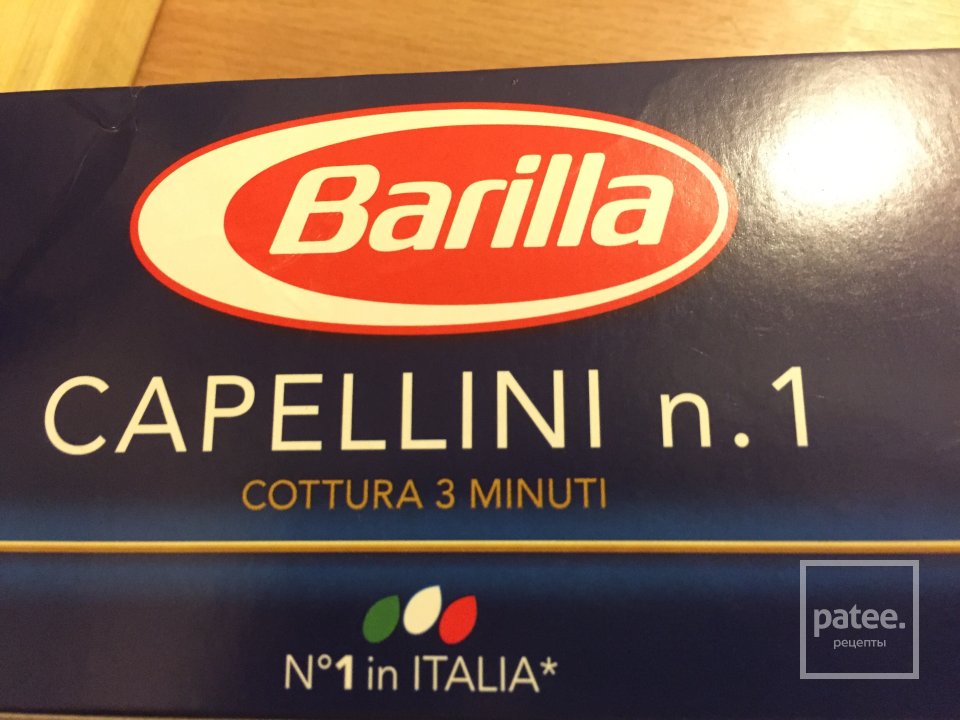 Barilla
CAPELLINI n.1
COTTURA 3 MINUTI
N°1 in ITALIA*
patee.
рецепты